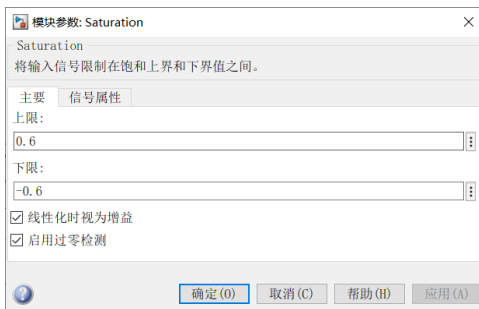 模块参数: Saturation
Saturation
将输入信号限制在饱和上界和下界值之间。
主要 信号属性
上限:
0.6
下限:
-0.6
线性化时视为增益
启用过零检测
确定(O) 取消(C) 帮助(H) 应用(A)